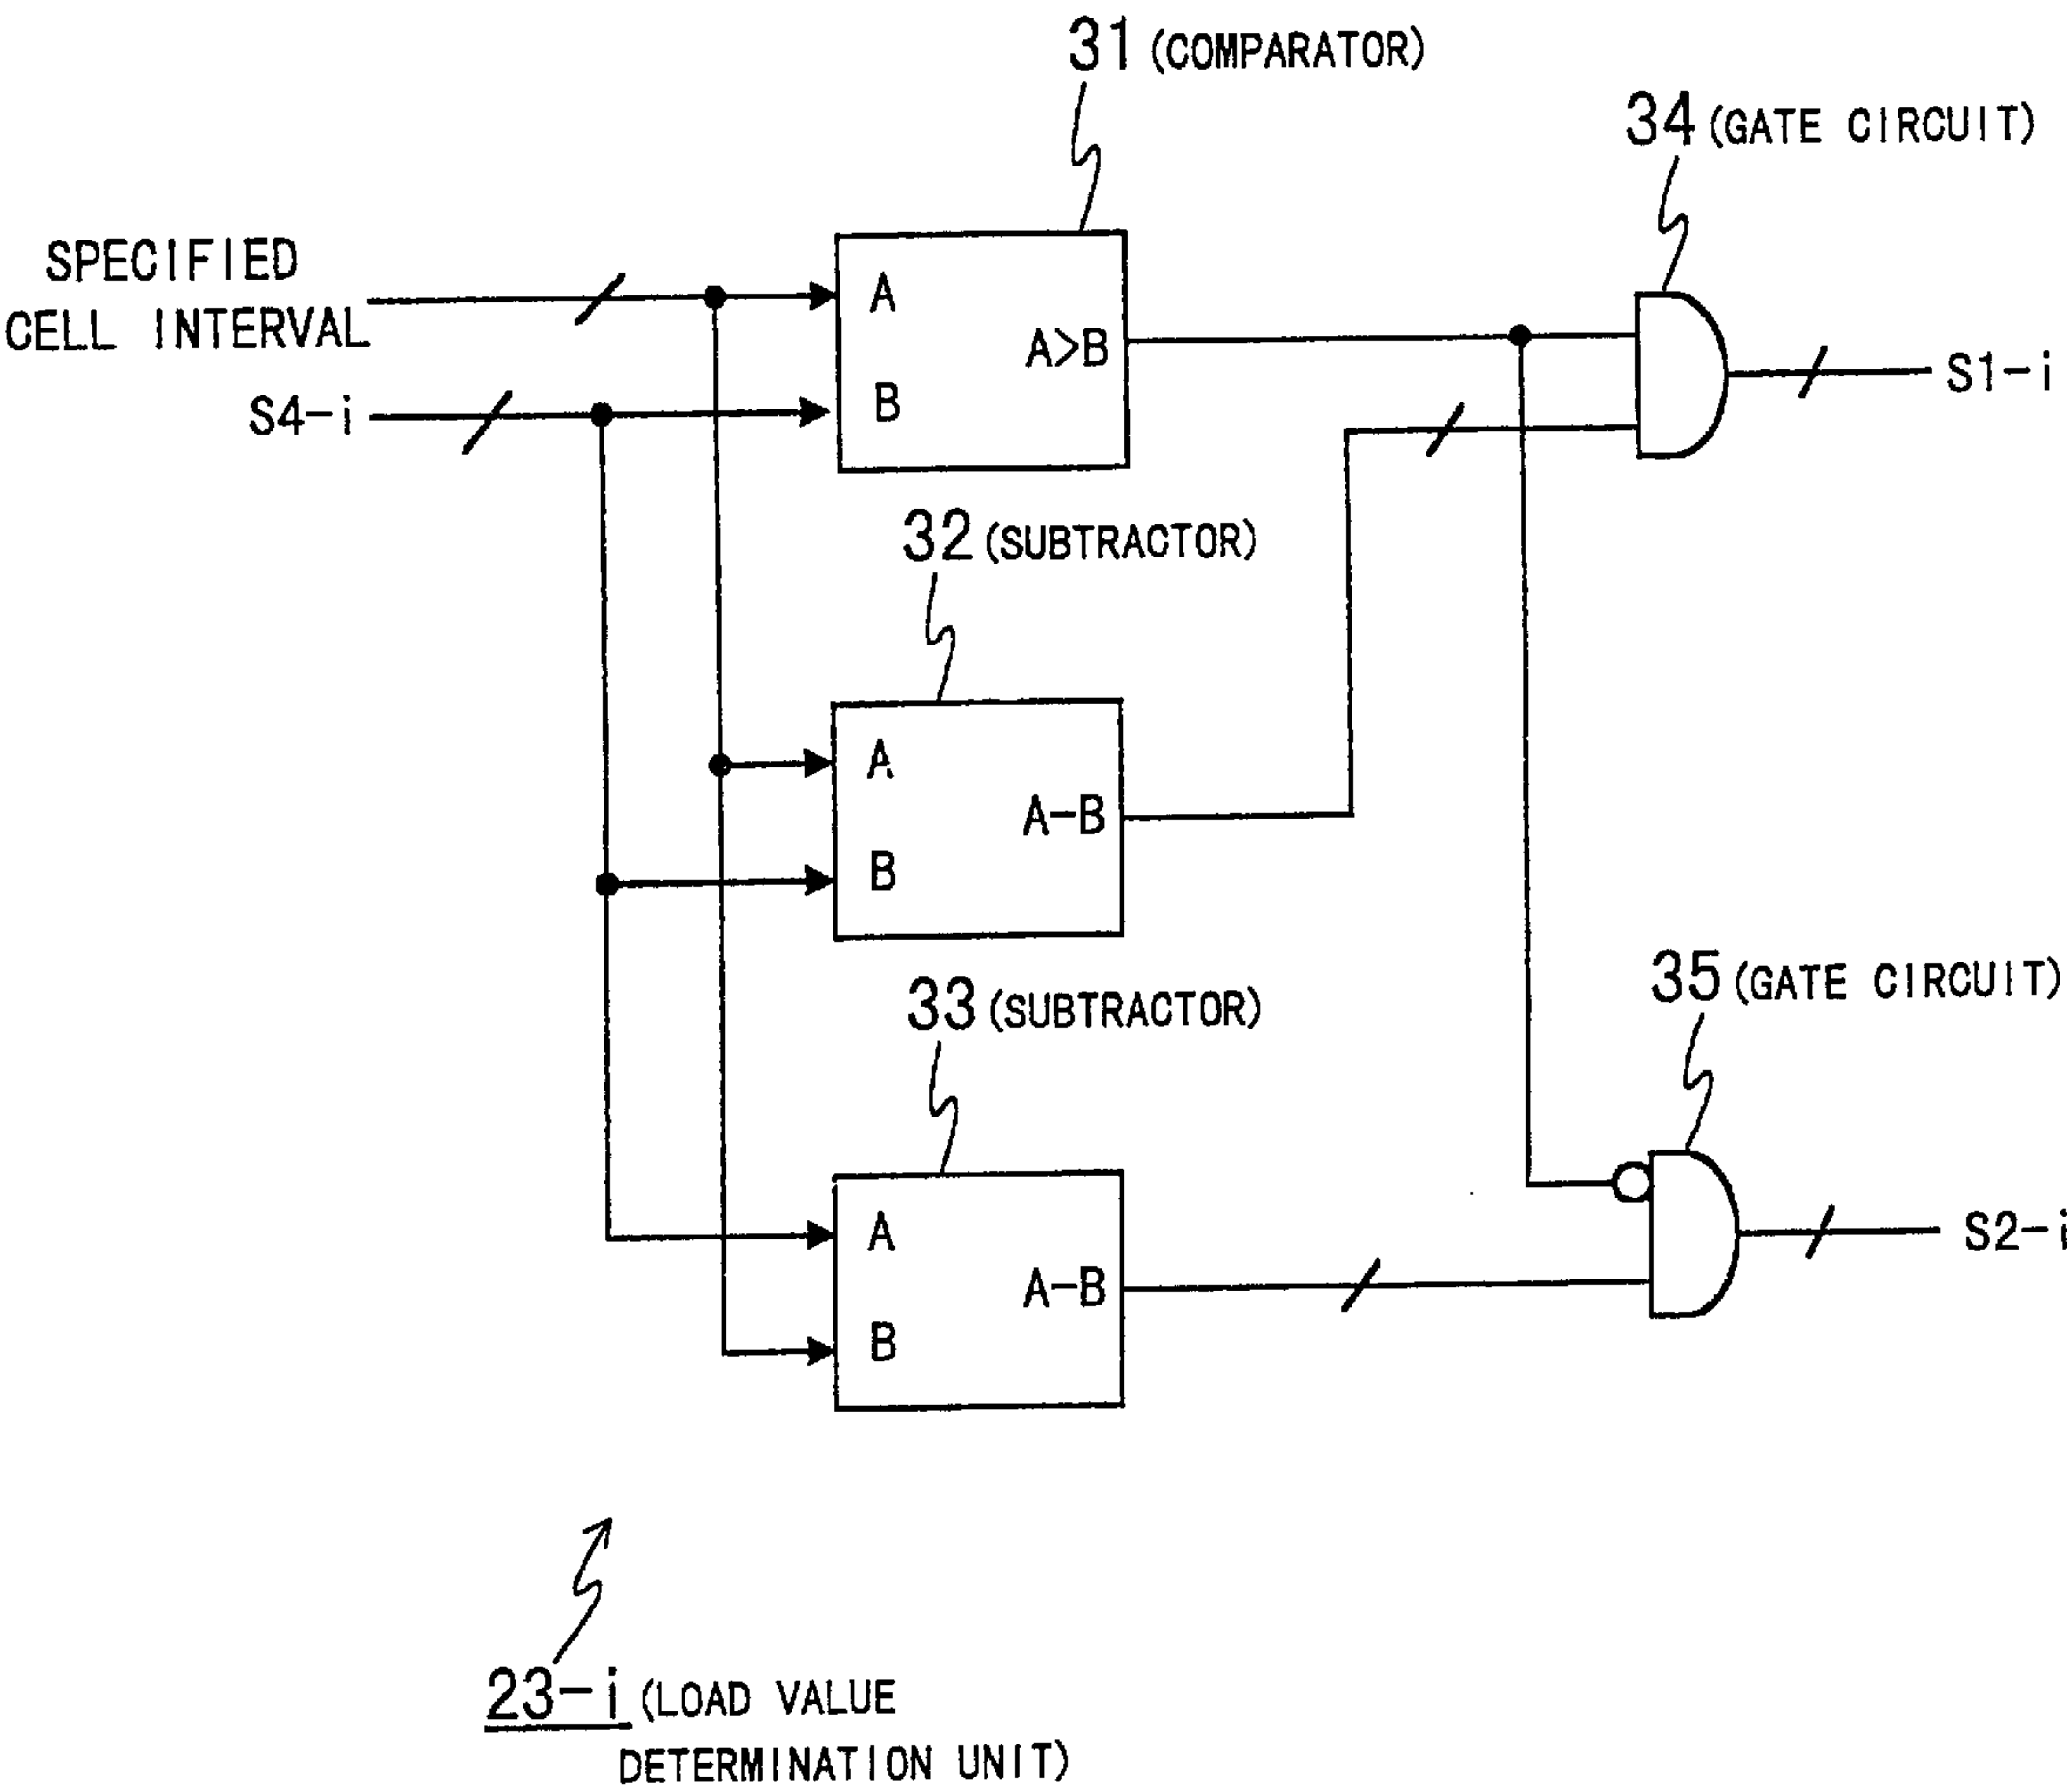 31 (COMPARATOR)
34 (GATE CIRCUIT)
SPECIFIED
CELL INTERVAL
A
A>B
B
S4-i
S1-i
32 (SUBTRACTOR)
A
A-B
B
35 (GATE CIRCUIT)
33 (SUBTRACTOR)
A
A-B
B
S2-i
23-i (LOAD VALUE
DETERMINATION UNIT)